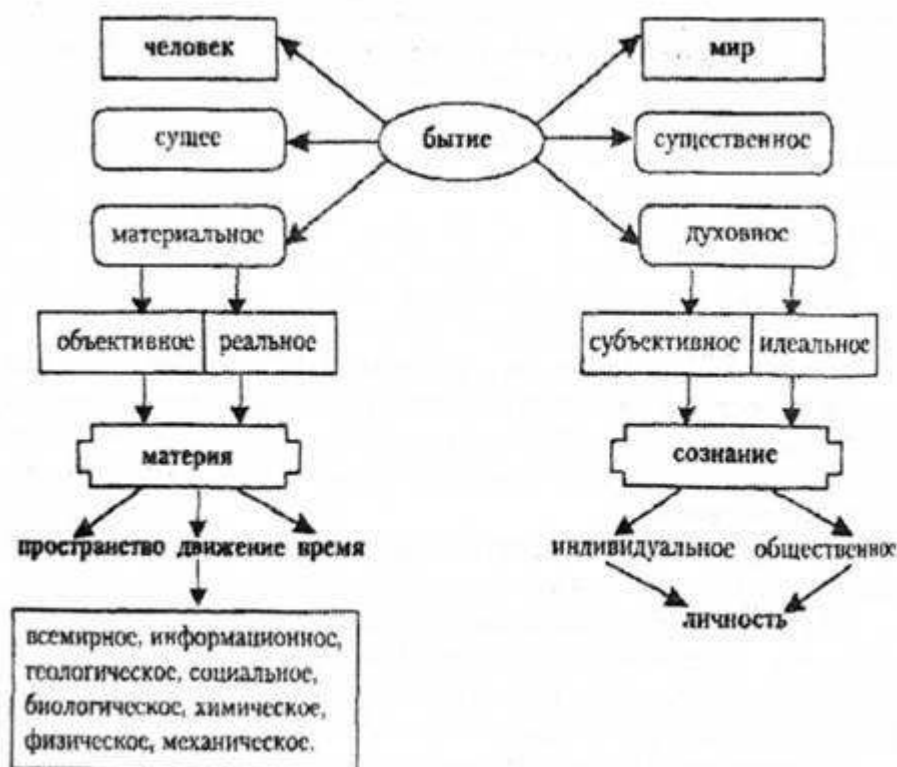 человек
мир
сущее
бытие
существенное
материальное
духовное
объективное реальное
субъективное идеальное
материя
сознание
пространство движение время
индивидуальное общественное
личность
всемирное, информационное,
геологическое, социальное,
биологическое, химическое,
физическое, механическое.